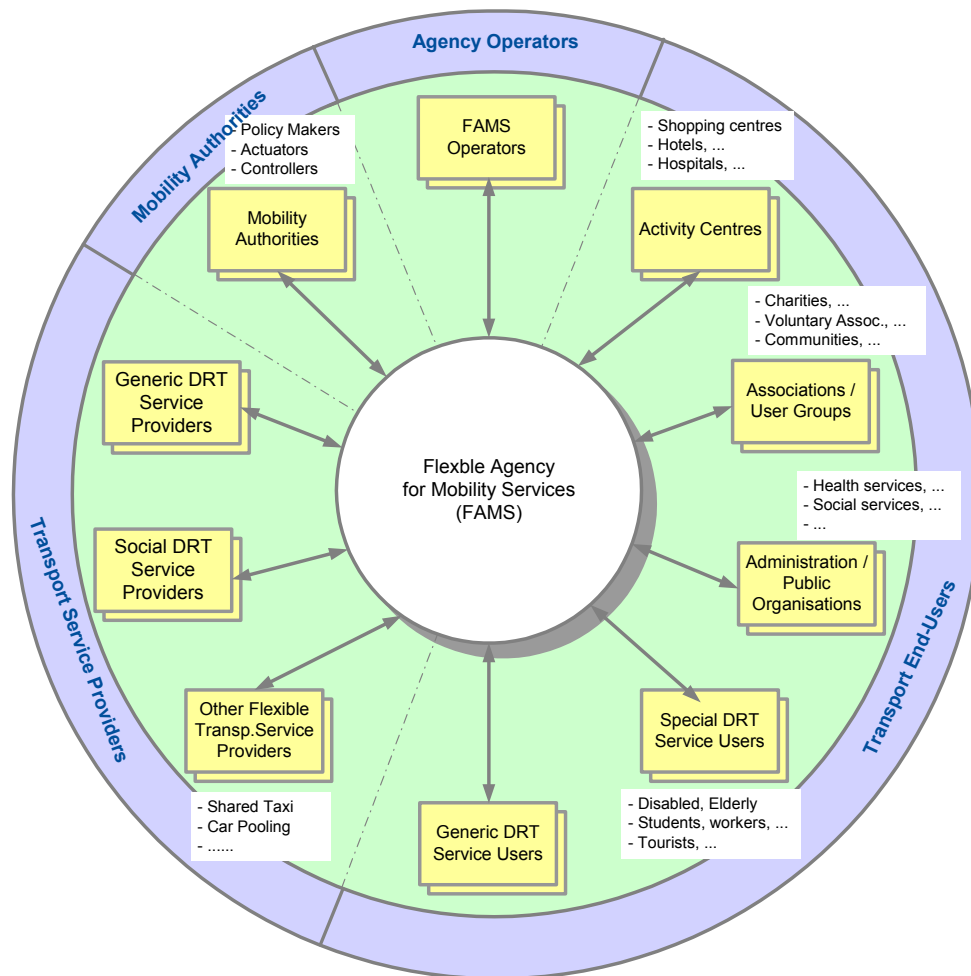 Agency Operators
Mobility Authorities
Transport Service Providers
Transport End-Users
FAMS
Operators
- Policy Makers
- Actuators
- Controllers
Mobility
Authorities
- Shopping centres
- Hotels, ...
- Hospitals, ...
Activity Centres
- Charities, ...
- Voluntary Assoc., ...
- Communities, ...
Associations /
User Groups
Generic DRT
Service
Providers
Flexble Agency
for Mobility Services
(FAMS)
- Health services, ...
- Social services, ...
- ...
Administration /
Public
Organisations
Social DRT
Service
Providers
Other Flexible
Transp.Service
Providers
- Shared Taxi
- Car Pooling
- ......
Special DRT
Service Users
- Disabled, Elderly
- Students, workers, ...
- Tourists, ...
Generic DRT
Service Users